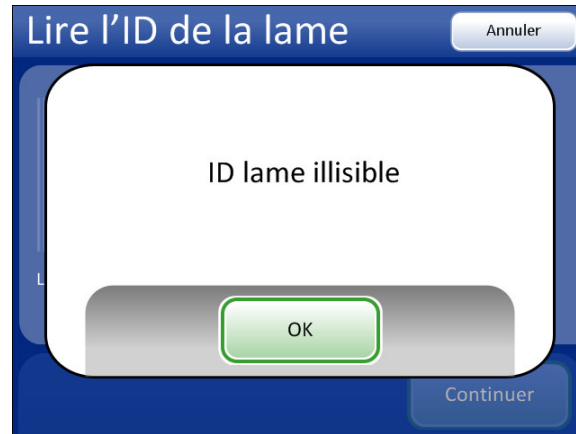 Lire l’ID de la lame
Annuler
ID lame illisible
L
OK
Continuer